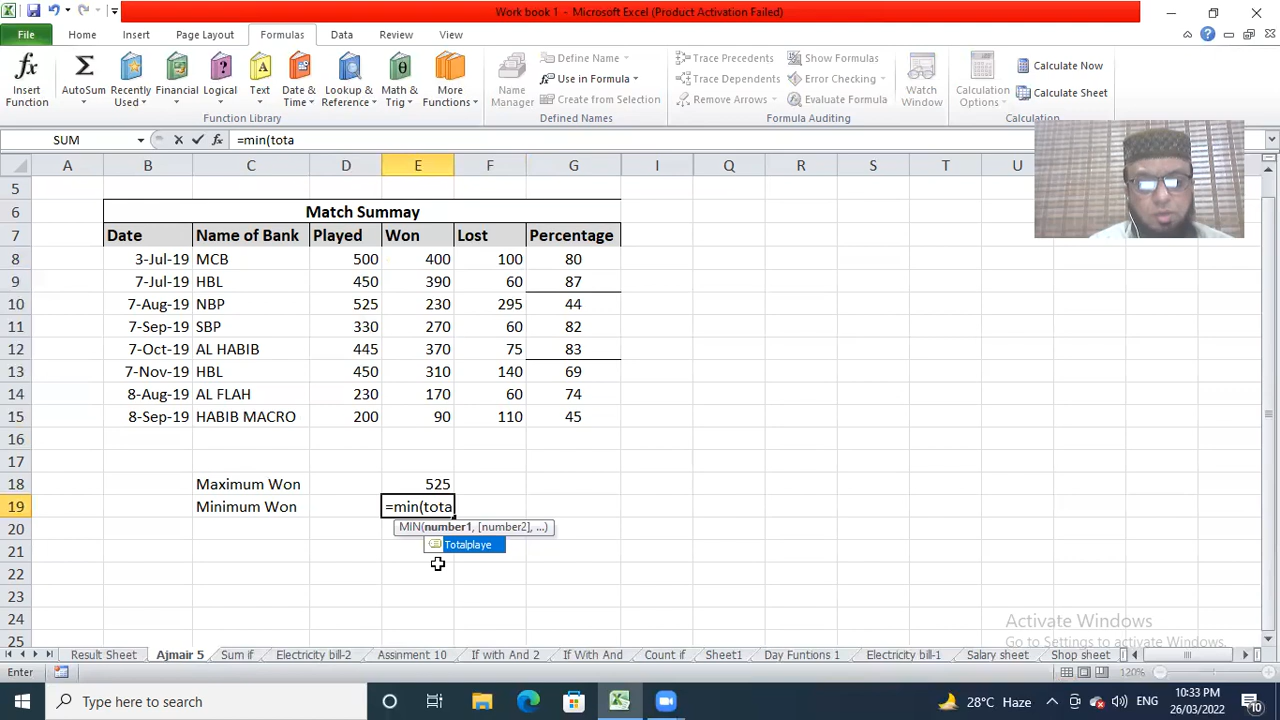 Work book 1 - Microsoft Excel (Product Activation Failed)
File Home Insert Page Layout Formulas Data Review View
Insert Function
AutoSum
Recently Used
Financial
Logical
Text
Date & Time
Lookup & Reference
Math & Trig
More Functions
Function Library
Name Manager
Define Name
Use in Formula
Create from Selection
Defined Names
Trace Precedents
Trace Dependents
Remove Arrows
Show Formulas
Error Checking
Evaluate Formula
Formula Auditing
Watch Window
Calculation Options
Calculate Now
Calculate Sheet
Calculation
SUM fx =min(tota
A B C D E F G I Q R S T U
5
6 Match Summay
7 Date Name of Bank Played Won Lost Percentage
8 3-Jul-19 MCB 500 400 100 80
9 7-Jul-19 HBL 450 390 60 87
10 7-Aug-19 NBP 525 230 295 44
11 7-Sep-19 SBP 330 270 60 82
12 7-Oct-19 AL HABIB 445 370 75 83
13 7-Nov-19 HBL 450 310 140 69
14 8-Aug-19 AL FLAH 230 170 60 74
15 8-Sep-19 HABIB MACRO 200 90 110 45
16
17
18 Maximum Won 525
19 Minimum Won =min(tota
MIN(number1, [number2], ...)
20
Totalplaye
21
22
23
24
25
Activate Windows
Go to Settings to activate Windows.
Result Sheet Ajmair 5 Sum if Electricity bill-2 Assinment 10 If with And 2 If With And Count if Sheet1 Day Funtions 1 Electricity bill-1 Salary sheet Shop sheet
Enter 120%
Type here to search
28°C Haze
ENG
10:33 PM
26/03/2022
10